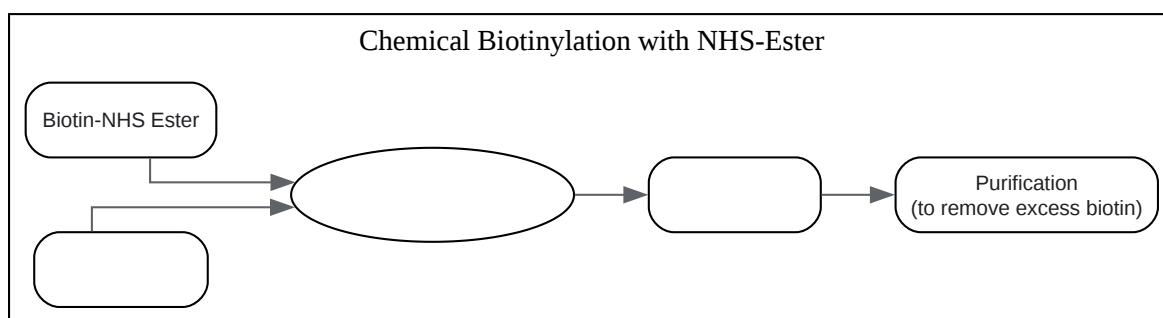 Chemical Biotinylation with NHS-Ester
Biotin-NHS Ester
Purification
(to remove excess biotin)